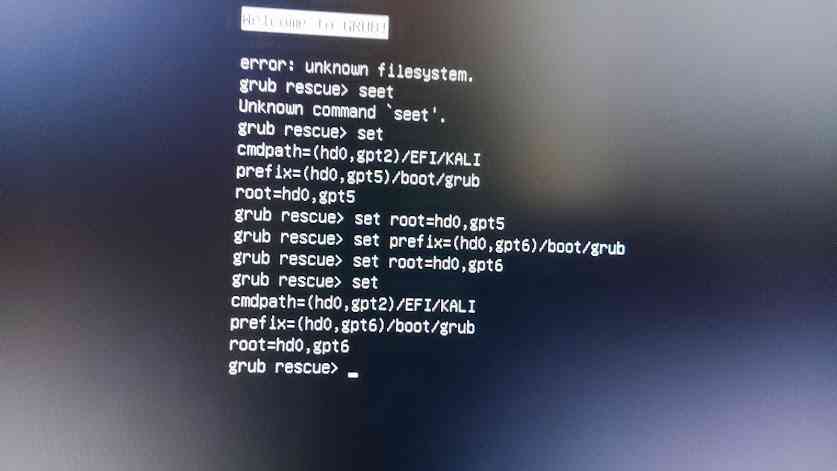 Welcome to GRUB!
error: unknown filesystem.
grub rescue> seet
Unknown command `seet'.
grub rescue> set
cmdpath=(hd0,gpt2)/EFI/KALI
prefix=(hd0,gpt5)/boot/grub
root=hd0,gpt5
grub rescue> set root=hd0,gpt5
grub rescue> set prefix=(hd0,gpt6)/boot/grub
grub rescue> set root=hd0,gpt6
grub rescue> set
cmdpath=(hd0,gpt2)/EFI/KALI
prefix=(hd0,gpt6)/boot/grub
root=hd0,gpt6
grub rescue> _